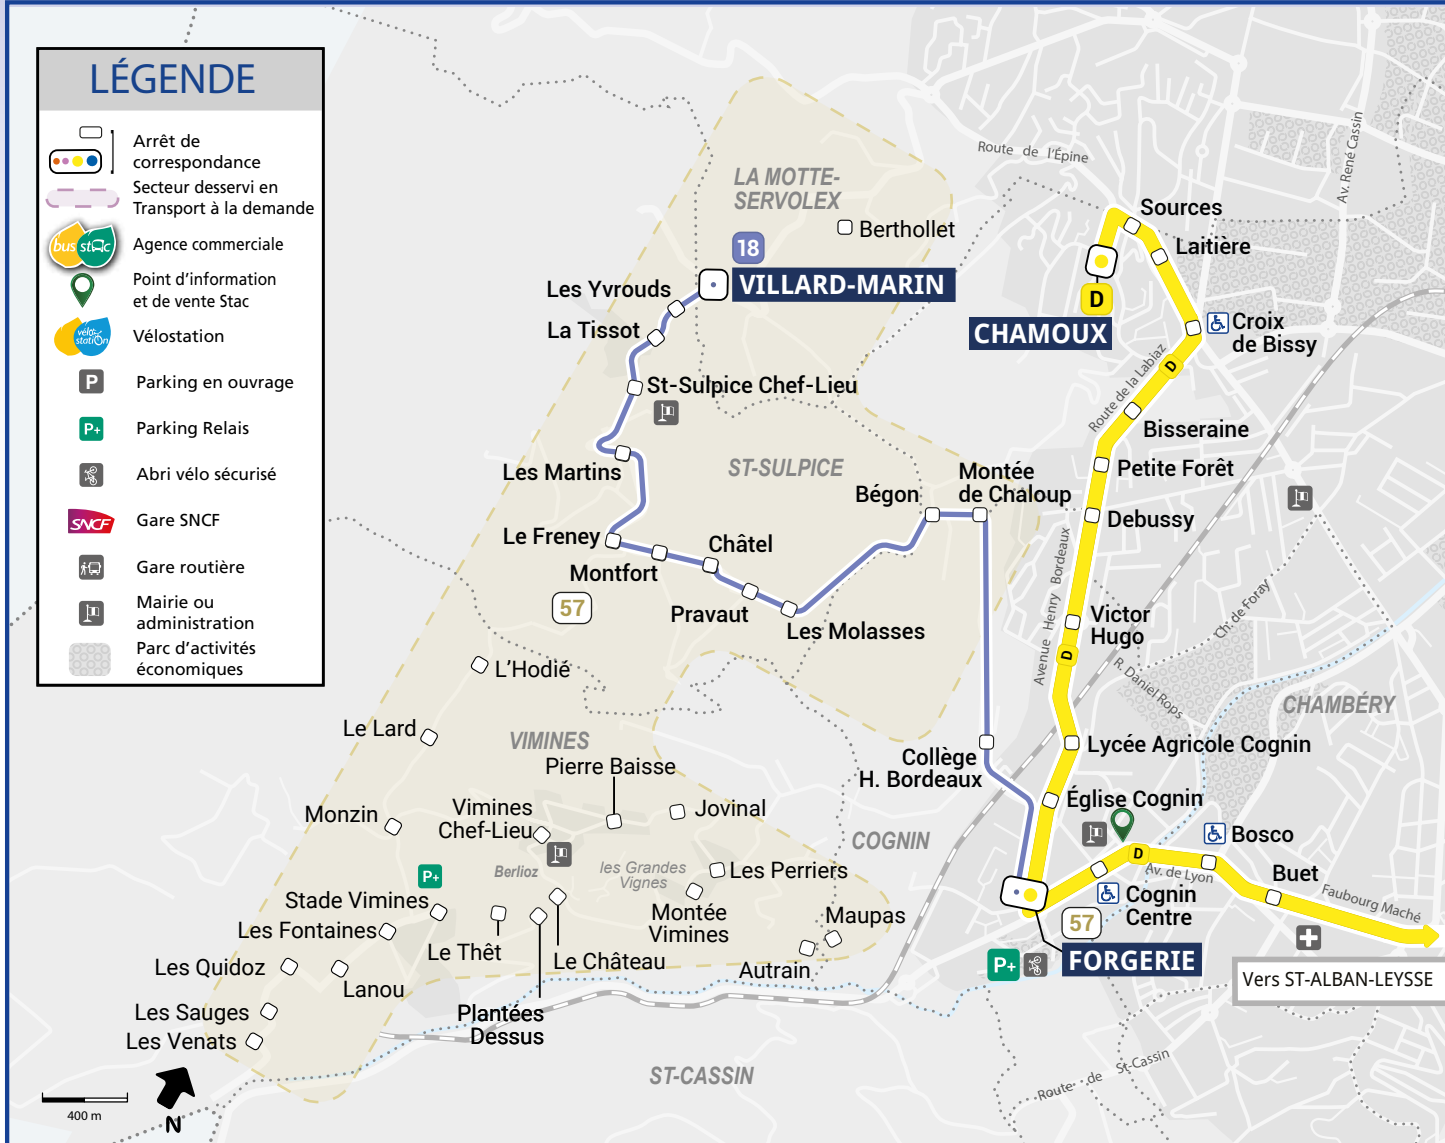 LÉGENDE
Arrêt de
correspondance
Secteur desservi en
Transport à la demande
bus stac
Agence commerciale
Point d'information
et de vente Stac
vélo
station
Vélostation
P
Parking en ouvrage
P+
Parking Relais
Abri vélo sécurisé
SNCF
Gare SNCF
Gare routière
Mairie ou
administration
Parc d'activités
économiques
Route de l'Épine
Av. René Cassin
LA MOTTE-
SERVOLEX
Berthollet
18
VILLARD-MARIN
Les Yvrouds
La Tissot
St-Sulpice Chef-Lieu
Les Martins
ST-SULPICE
Le Freney
Montfort
57
Châtel
Pravaut
Les Molasses
Bégon
Montée
de Chaloup
Sources
Laitière
D
CHAMOUX
Croix
de Bissy
Route de la Labiaz
D
Bisseraine
Petite Forêt
Debussy
Avenue Henry Bordeaux
Victor
Hugo
D
Ch. de Foray
R. Daniel Rops
CHAMBÉRY
Lycée Agricole Cognin
Collège
H. Bordeaux
Église Cognin
COGNIN
Bosco
D
Av. de Lyon
Buet
Faubourg Maché
Cognin
Centre
57
FORGERIE
P+
Vers ST-ALBAN-LEYSSE
L'Hodié
Le Lard
VIMINES
Pierre Baisse
Monzin
Vimines
Chef-Lieu
Jovinal
Berlioz
les Grandes
Vignes
Les Perriers
P+
Stade Vimines
Les Fontaines
Le Thêt
Le Château
Montée
Vimines
Maupas
Autrain
Les Quidoz
Lanou
Les Sauges
Les Venats
Plantées
Dessus
ST-CASSIN
Route de St-Cassin
400 m
N